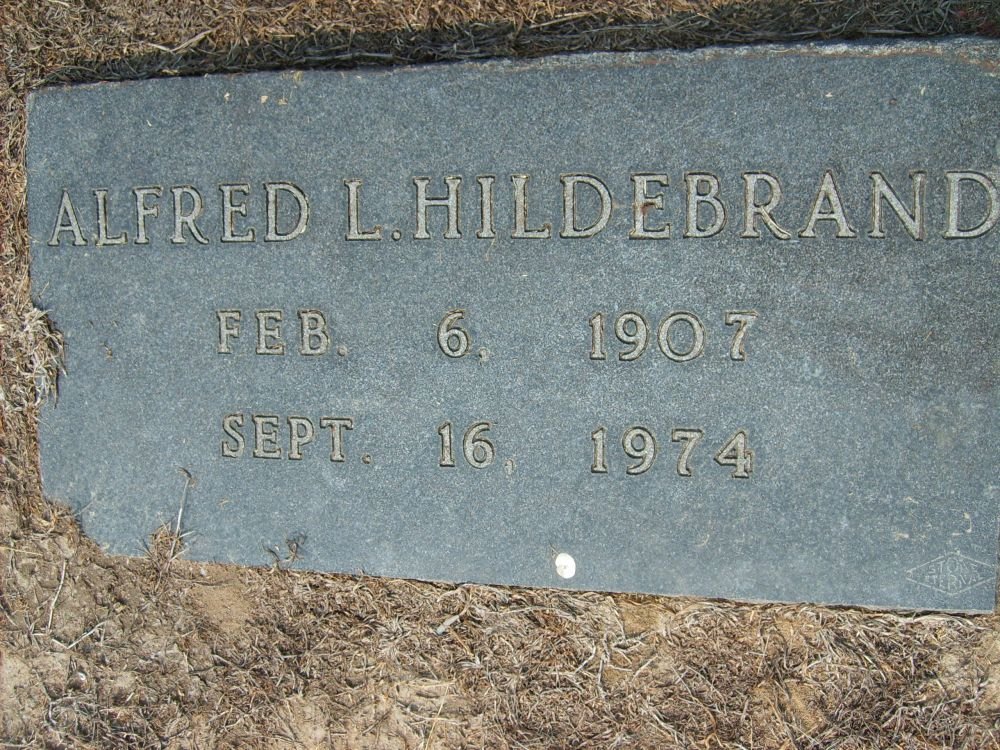 ALFRED L. HILDEBRAND
FEB. 6, 1907
SEPT. 16, 1974